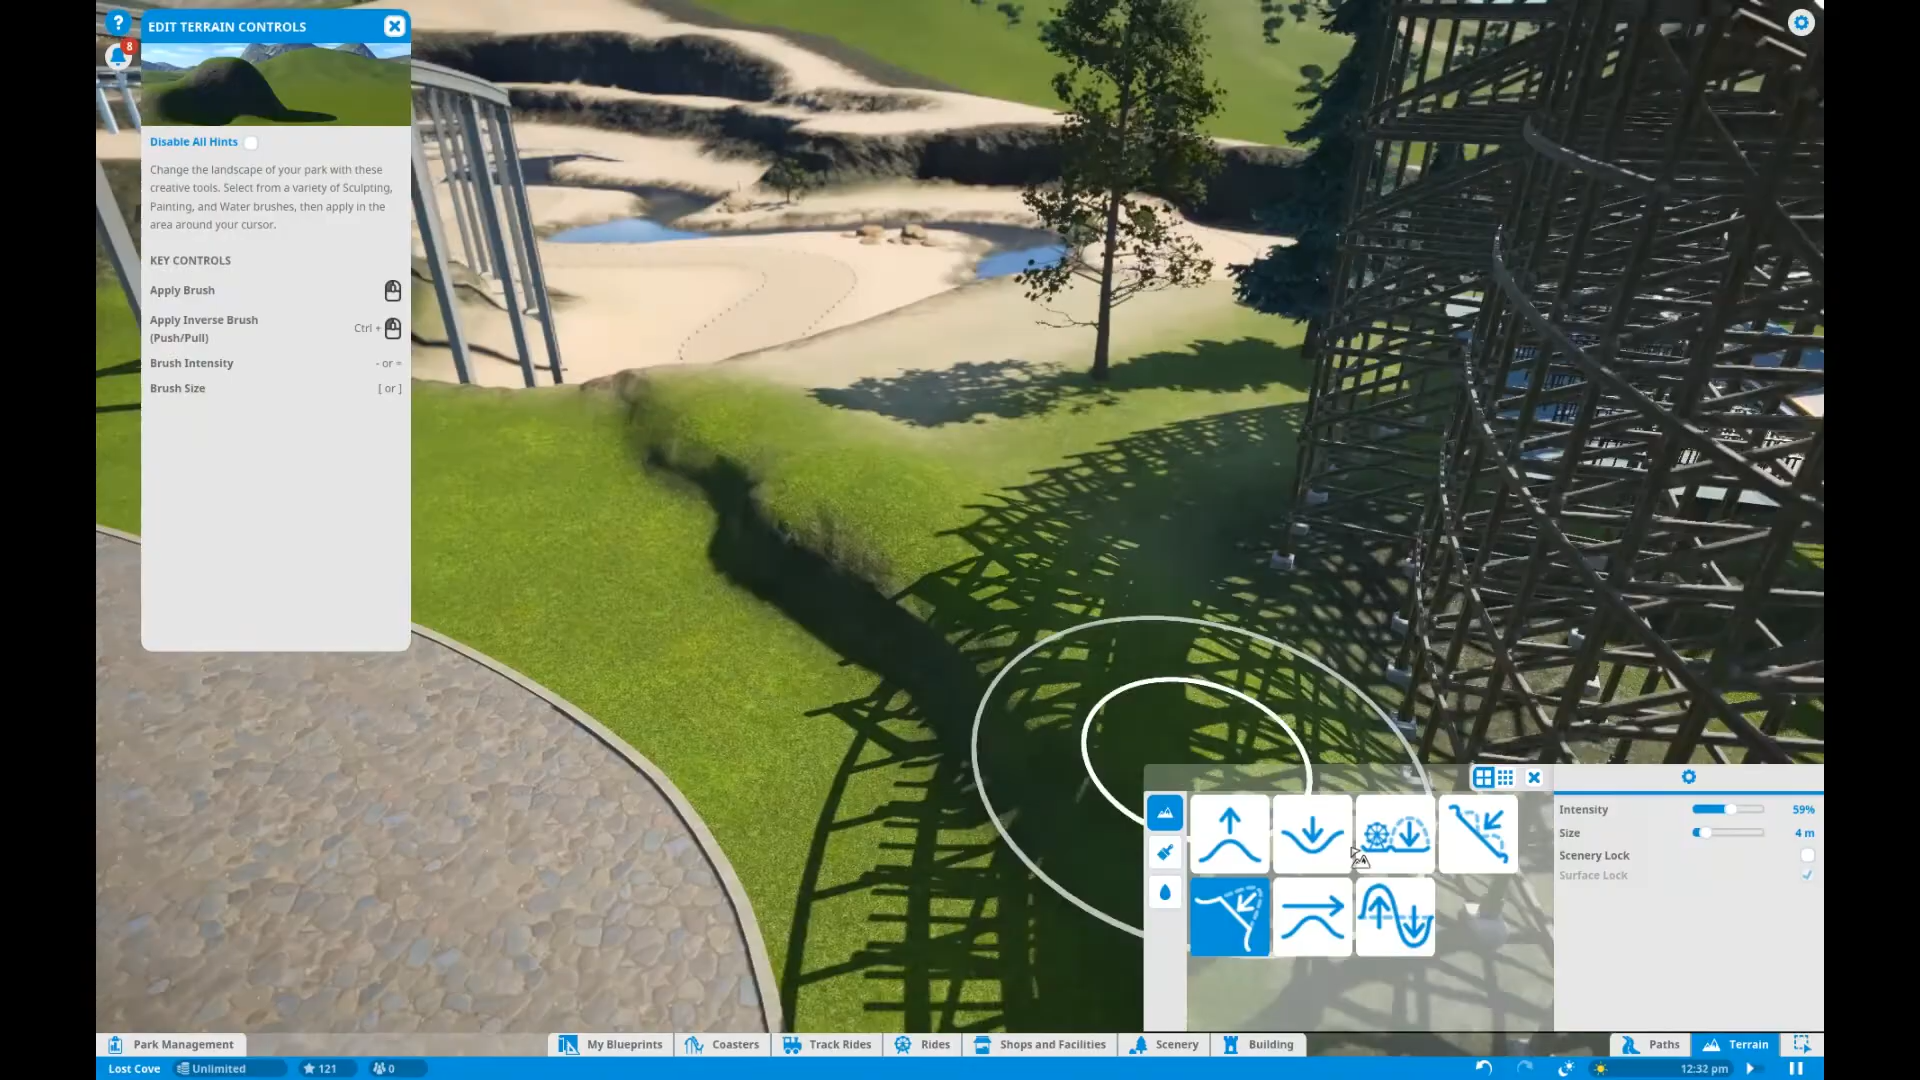 ?
EDIT TERRAIN CONTROLS
8
Disable All Hints
Change the landscape of your park with these
creative tools. Select from a variety of Sculpting,
Painting, and Water brushes, then apply in the
area around your cursor.
KEY CONTROLS
Apply Brush
Apply Inverse Brush
(Push/Pull)
Ctrl +
Brush Intensity
- or =
Brush Size
[ or ]
Intensity
59%
Size
4 m
Scenery Lock
Surface Lock
Park Management
My Blueprints
Coasters
Track Rides
Rides
Shops and Facilities
Scenery
Building
Paths
Terrain
Lost Cove
Unlimited
121
0
12:32 pm